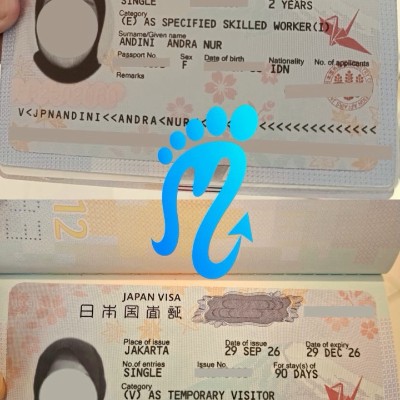 SINGLE 2 YEARS
Category
(E) AS SPECIFIED SKILLED WORKER(I)
Surname/Given name
ANDINI ANDRA NUR
Passport No Sex Date of birth Nationality No. of applicants
F IDN
Remarks
V<JPNANDINI<<ANDRA<NUR<<<<<<<<<<<<<<<<<
12
JAPAN VISA
日本国査証
Place of issue Date of issue Date of expiry
JAKARTA 29 SEP 26 29 DEC 26
No. of entries Issue No. For stay(s) of
SINGLE 90 DAYS
Category
(V) AS TEMPORARY VISITOR